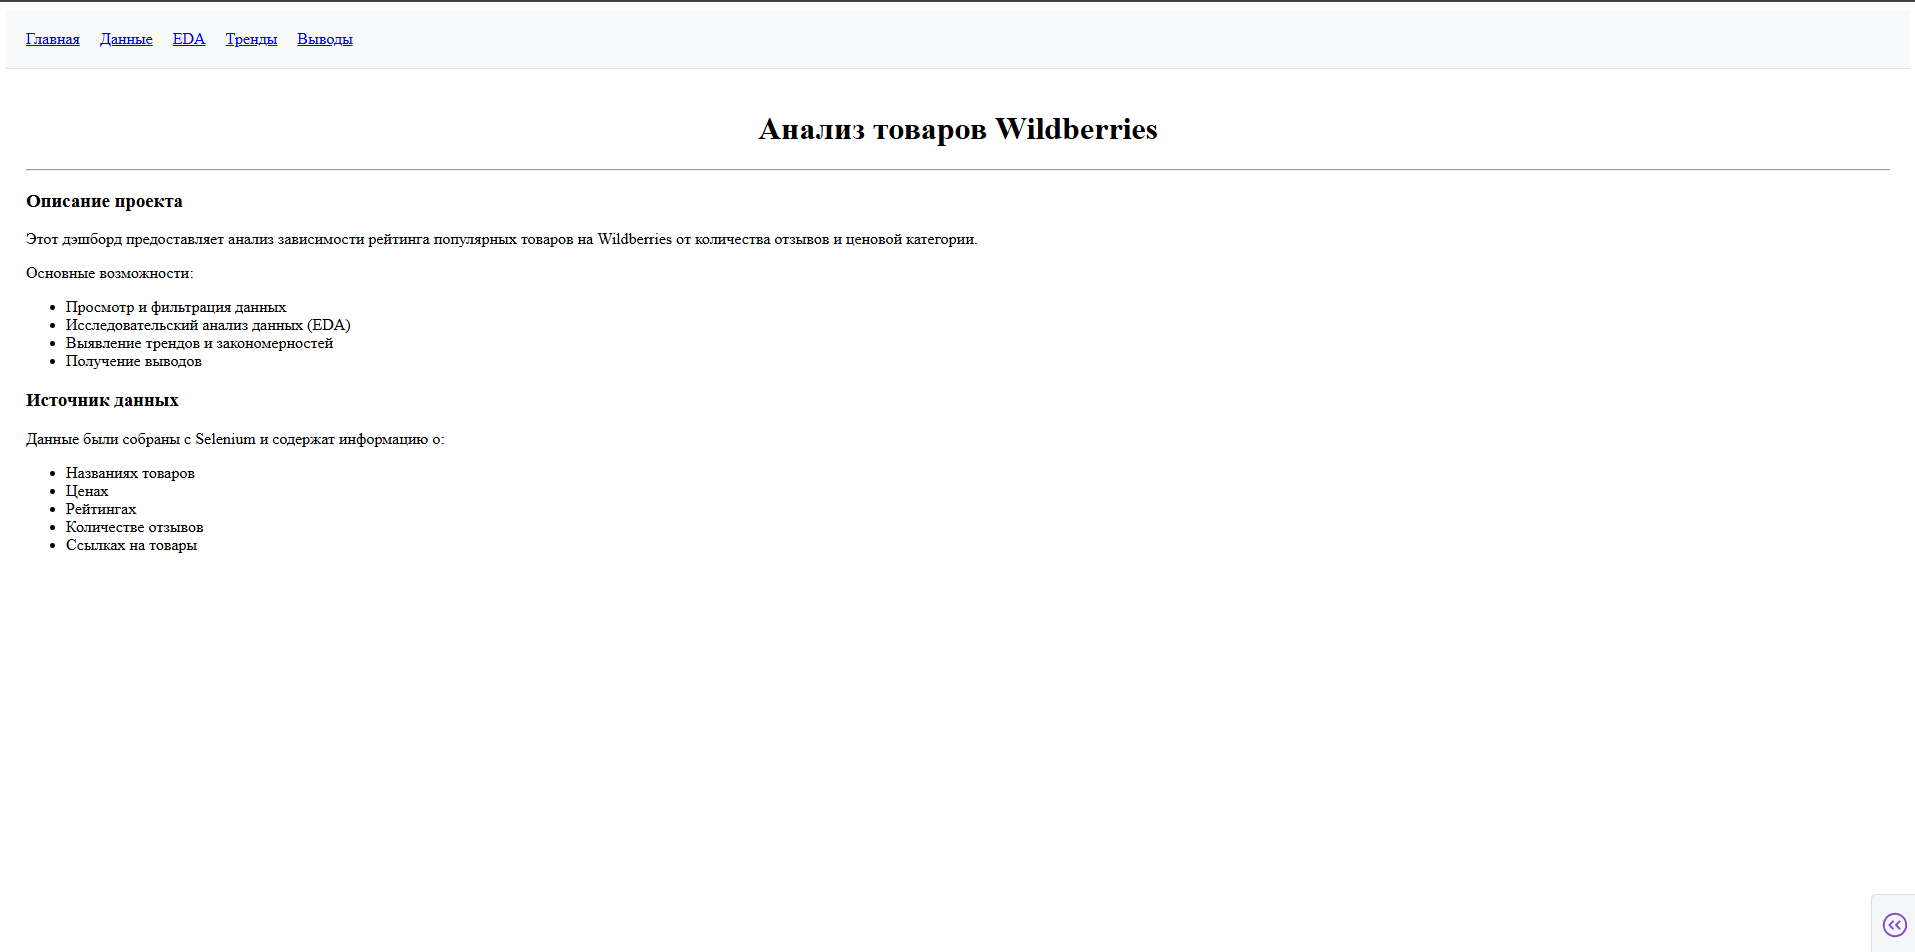 Главная Данные EDA Тренды Выводы
Анализ товаров Wildberries
Описание проекта
Этот дэшборд предоставляет анализ зависимости рейтинга популярных товаров на Wildberries от количества отзывов и ценовой категории.
Основные возможности:
Просмотр и фильтрация данных
Исследовательский анализ данных (EDA)
Выявление трендов и закономерностей
Получение выводов
Источник данных
Данные были собраны с Selenium и содержат информацию о:
Названиях товаров
Ценах
Рейтингах
Количестве отзывов
Ссылках на товары